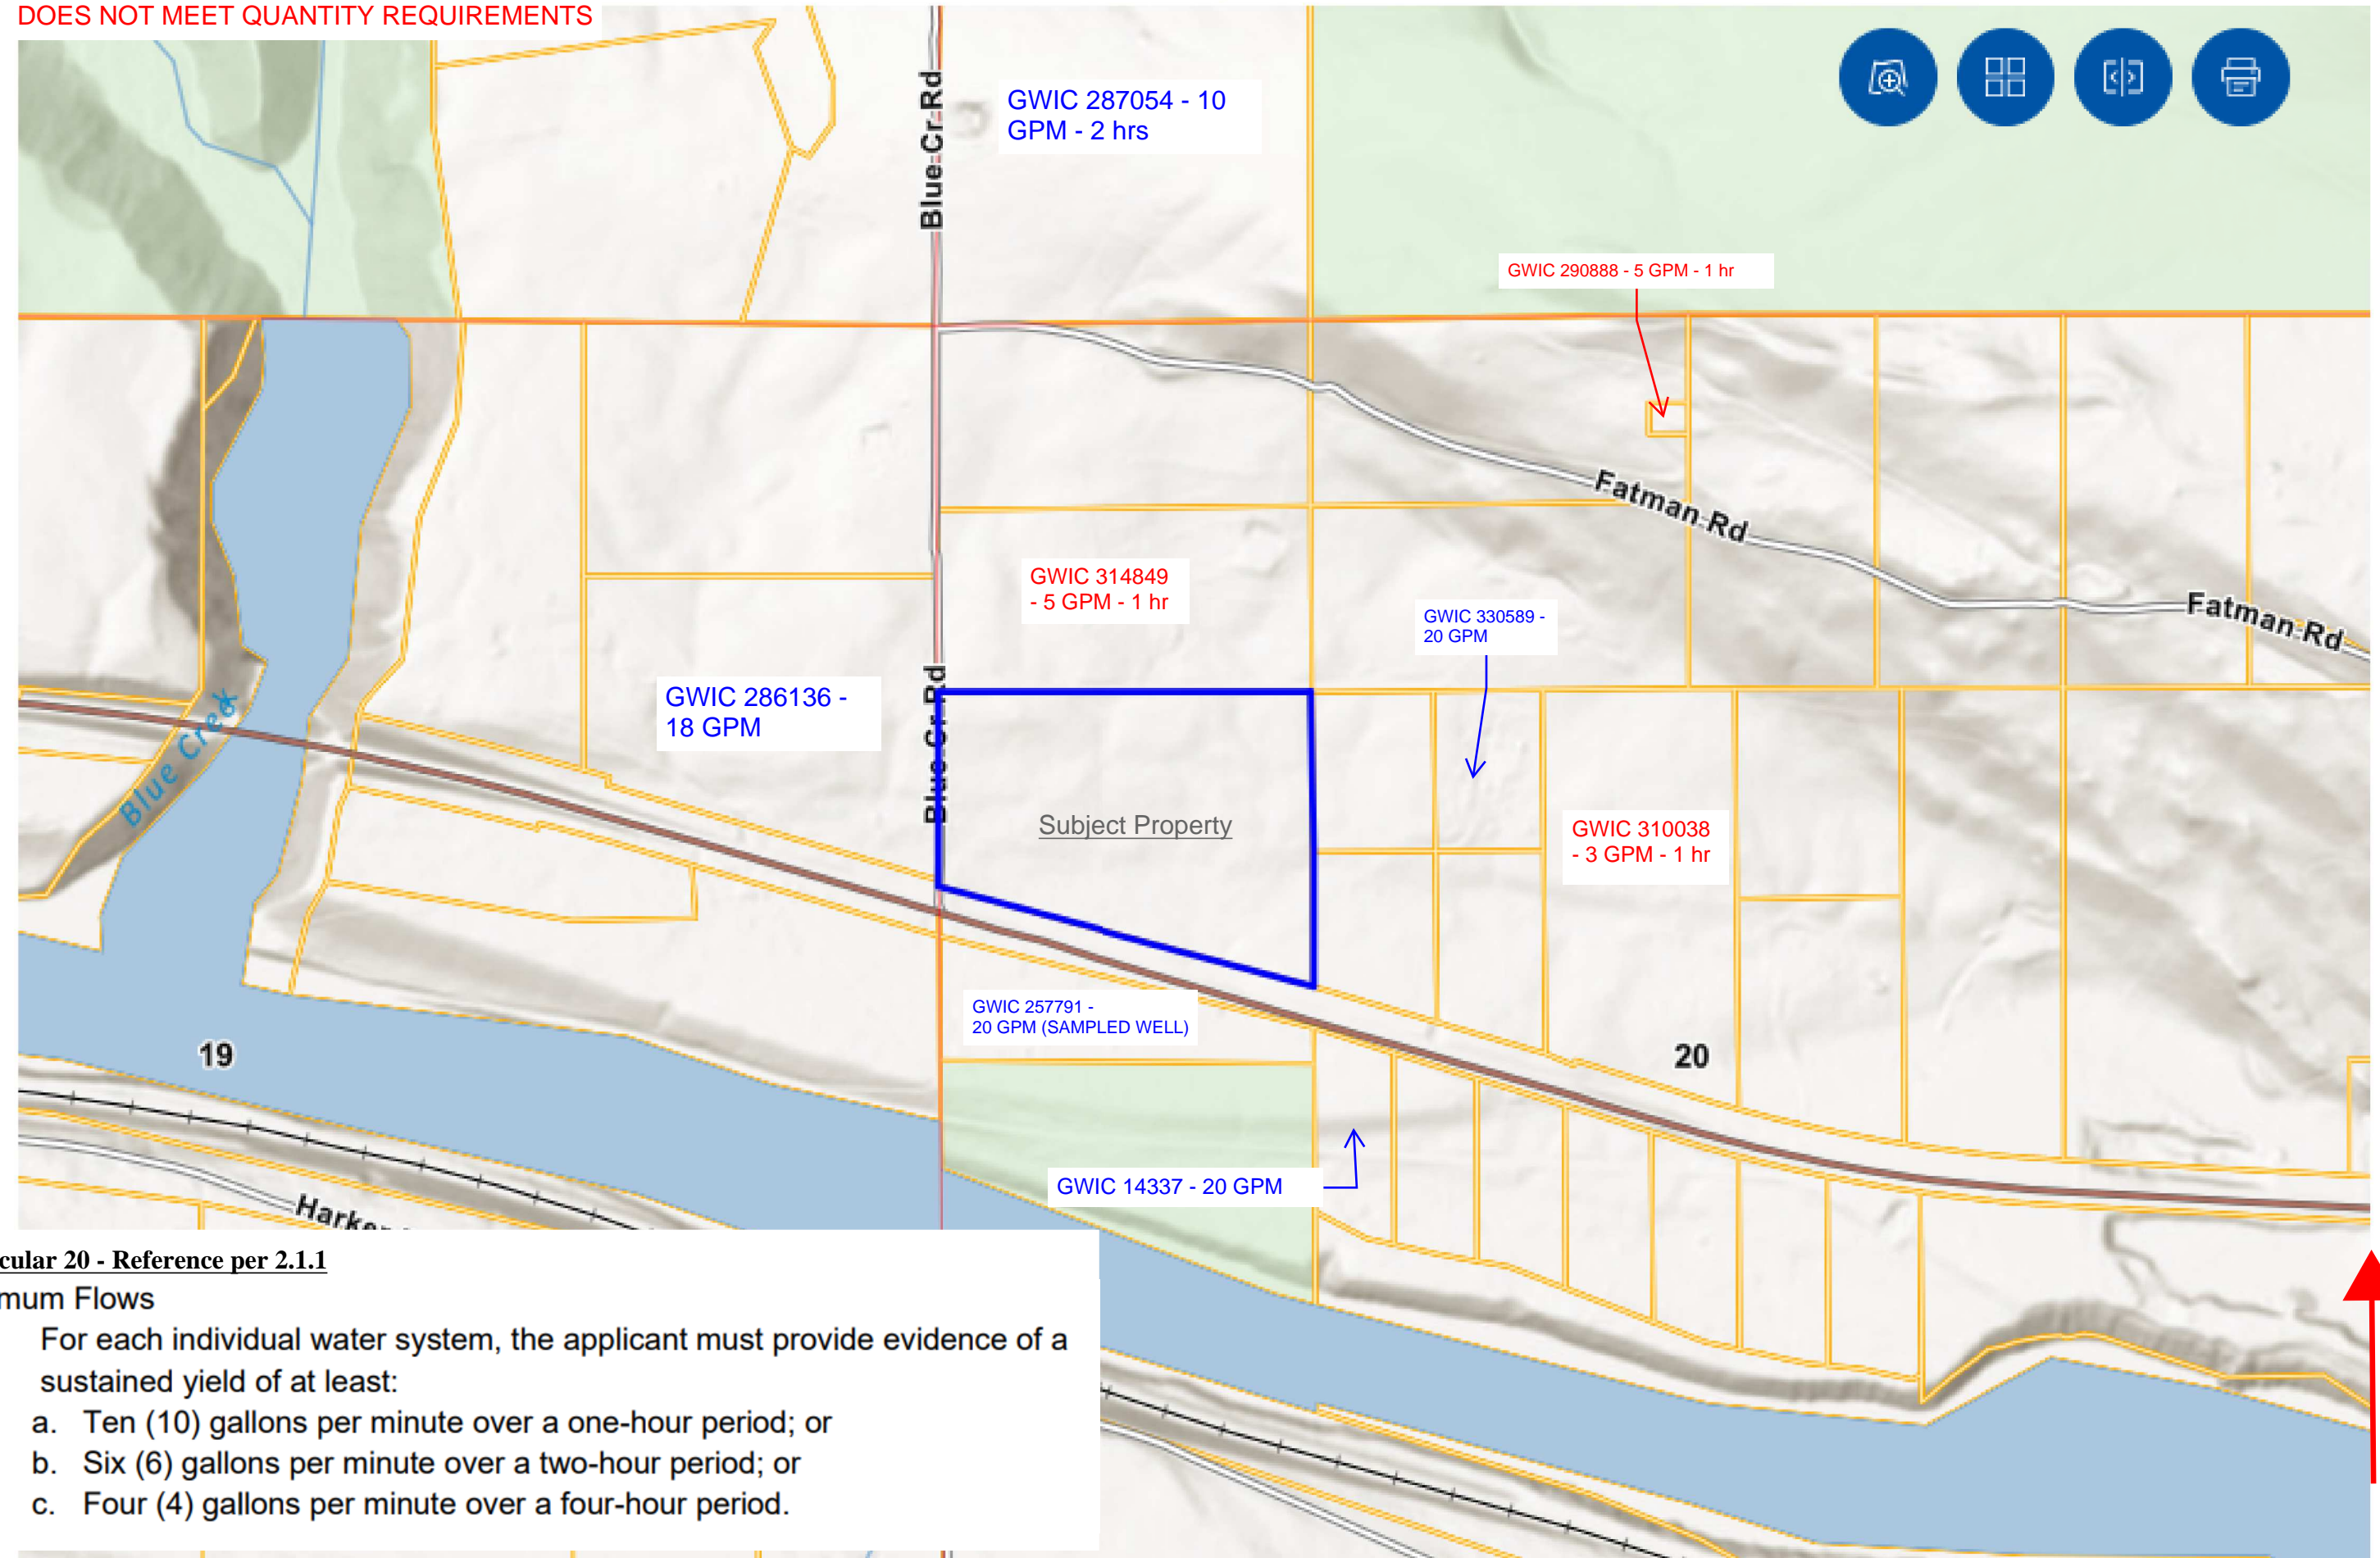 DOES NOT MEET QUANTITY REQUIREMENTS
Blue Cr Rd
GWIC 287054 - 10
GPM - 2 hrs
GWIC 290888 - 5 GPM - 1 hr
Fatman Rd
GWIC 314849
- 5 GPM - 1 hr
GWIC 330589 -
20 GPM
Fatman Rd
GWIC 286136 -
18 GPM
Blue Cr Rd
Blue Creek
Subject Property
GWIC 310038
- 3 GPM - 1 hr
GWIC 257791 -
20 GPM (SAMPLED WELL)
19
20
GWIC 14337 - 20 GPM
Harker
cular 20 - Reference per 2.1.1
mum Flows
For each individual water system, the applicant must provide evidence of a
sustained yield of at least:
a. Ten (10) gallons per minute over a one-hour period; or
b. Six (6) gallons per minute over a two-hour period; or
c. Four (4) gallons per minute over a four-hour period.